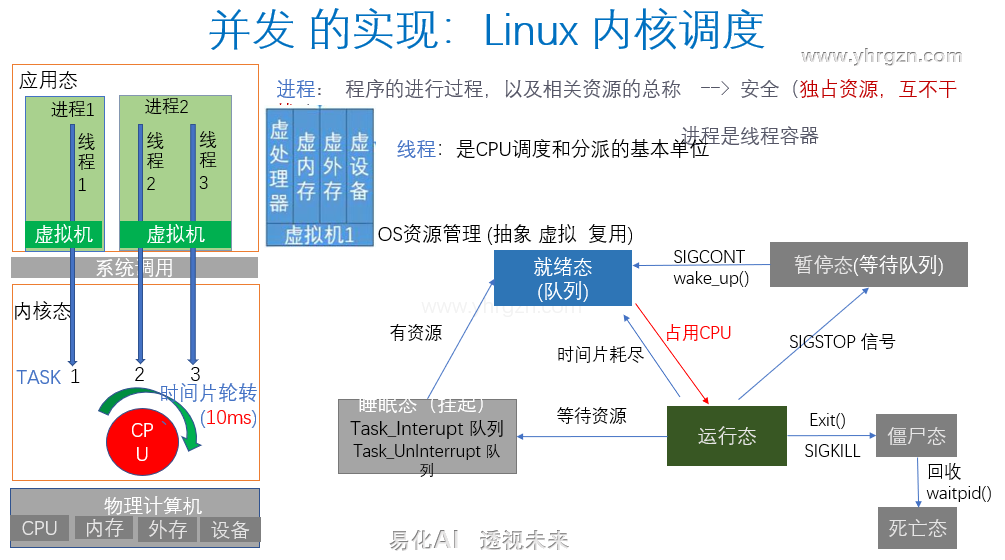 并发 的实现：Linux 内核调度
www.yhrgzn.com
应用态
进程1
进程2
线程1
线程2
线程3
虚拟机
虚拟机
系统调用
内核态
TASK 1
2
3
时间片轮转
(10ms)
CPU
物理计算机
CPU
内存
外存
设备
进程： 程序的进行过程，以及相关资源的总称 --> 安全（独占资源，互不干
进程是线程容器
线程：是CPU调度和分派的基本单位
虚处理器
虚内存
虚外存
虚设备
虚拟机1
OS资源管理 (抽象 虚拟 复用)
就绪态
(队列)
SIGCONT
wake_up()
暂停态(等待队列)
www.yhrgzn.com
有资源
占用CPU
时间片耗尽
SIGSTOP 信号
睡眠态（挂起）
Task_Interupt 队列
Task_UnInterrupt 队
列
等待资源
运行态
Exit()
SIGKILL
僵尸态
回收
waitpid()
死亡态
易化AI 透视未来